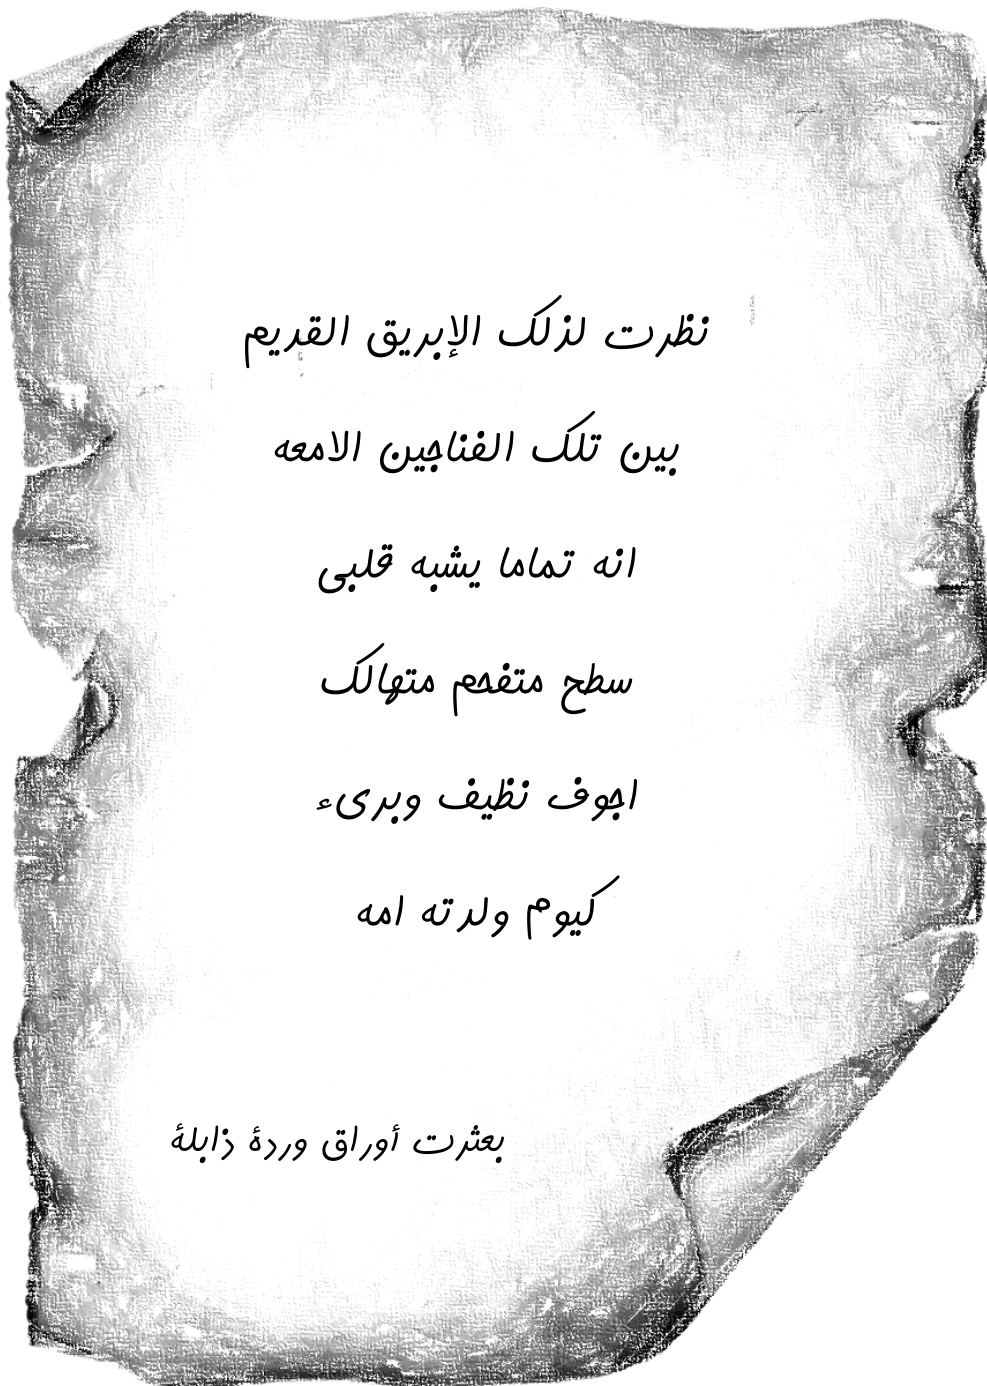 نظرت لذلك الإبريق القديم
بين تلك الفناجين الامعه
انه تماما يشبه قلبى
سطح متفحم متهالك
اجوف نظيف وبرىء
كيوم ولدته امه
بعثرت أوراق وردة ذابلة